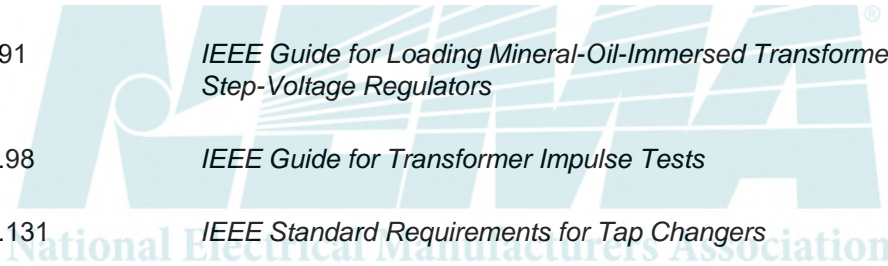 91 IEEE Guide for Loading Mineral-Oil-Immersed Transforme
Step-Voltage Regulators
.98 IEEE Guide for Transformer Impulse Tests
.131 IEEE Standard Requirements for Tap Changers
NEMA ®
National Electrical Manufacturers Association